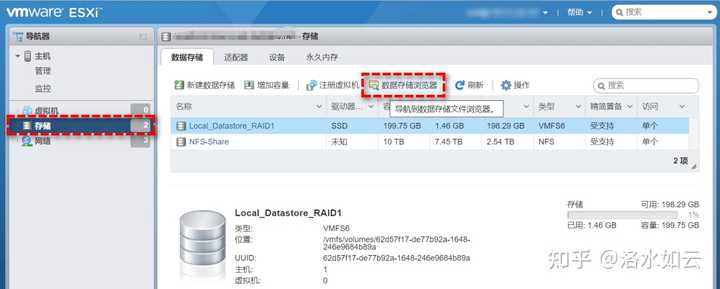 vmware ESXi™
帮助
搜索
导航器
存储
主机
管理
监控
虚拟机 0
存储 2
网络 3
数据存储 适配器 设备 永久内存
新建数据存储 增加容量 注册虚拟机 数据存储浏览器 刷新 操作 搜索
名称 驱动器... 类型 精简置备 访问
导航到数据存储文件浏览器。
Local_Datastore_RAID1 SSD 199.75 GB 1.46 GB 198.29 GB VMFS6 受支持 单个
NFS-Share 未知 10 TB 7.45 TB 2.54 TB NFS 受支持 单个
2 项
Local_Datastore_RAID1
类型: VMFS6
位置: /vmfs/volumes/62d57f17-de77b92a-1648-
246e9684b89a
UUID: 62d57f17-de77b92a-1648-246e9684b89a
主机: 1
虚拟机: 0
存储 可用: 198.29 GB
1%
已用: 1.46 GB 容量: 199.75 GB
知乎 @洛水如云